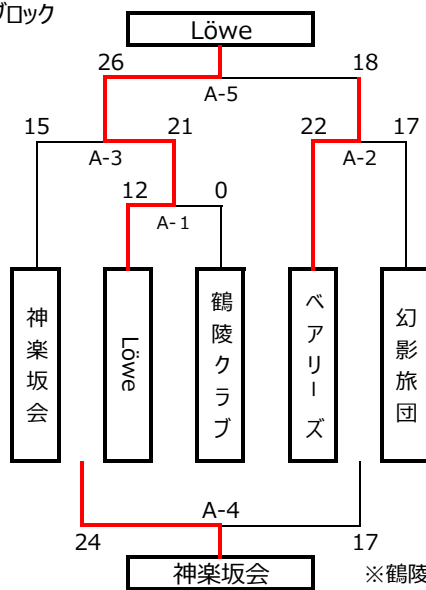 ブロック
Löwe
26 18
A-5
15 21 22 17
A-3 A-2
12 0
A-1
神楽坂会
Löwe
鶴陵クラブ
ベアリーズ
幻影旅団
A-4
24 17
神楽坂会
※鶴陵